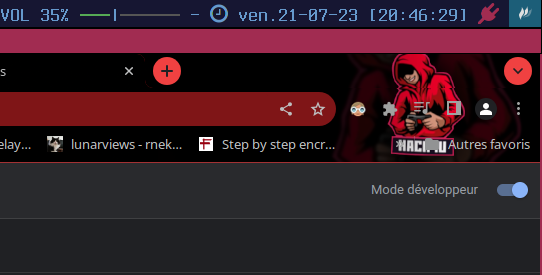 VOL 35% - ven.21-07-23 [20:46:29]
s
elay... lunarviews - rnek... Step by step encr... Autres favoris
Mode développeur